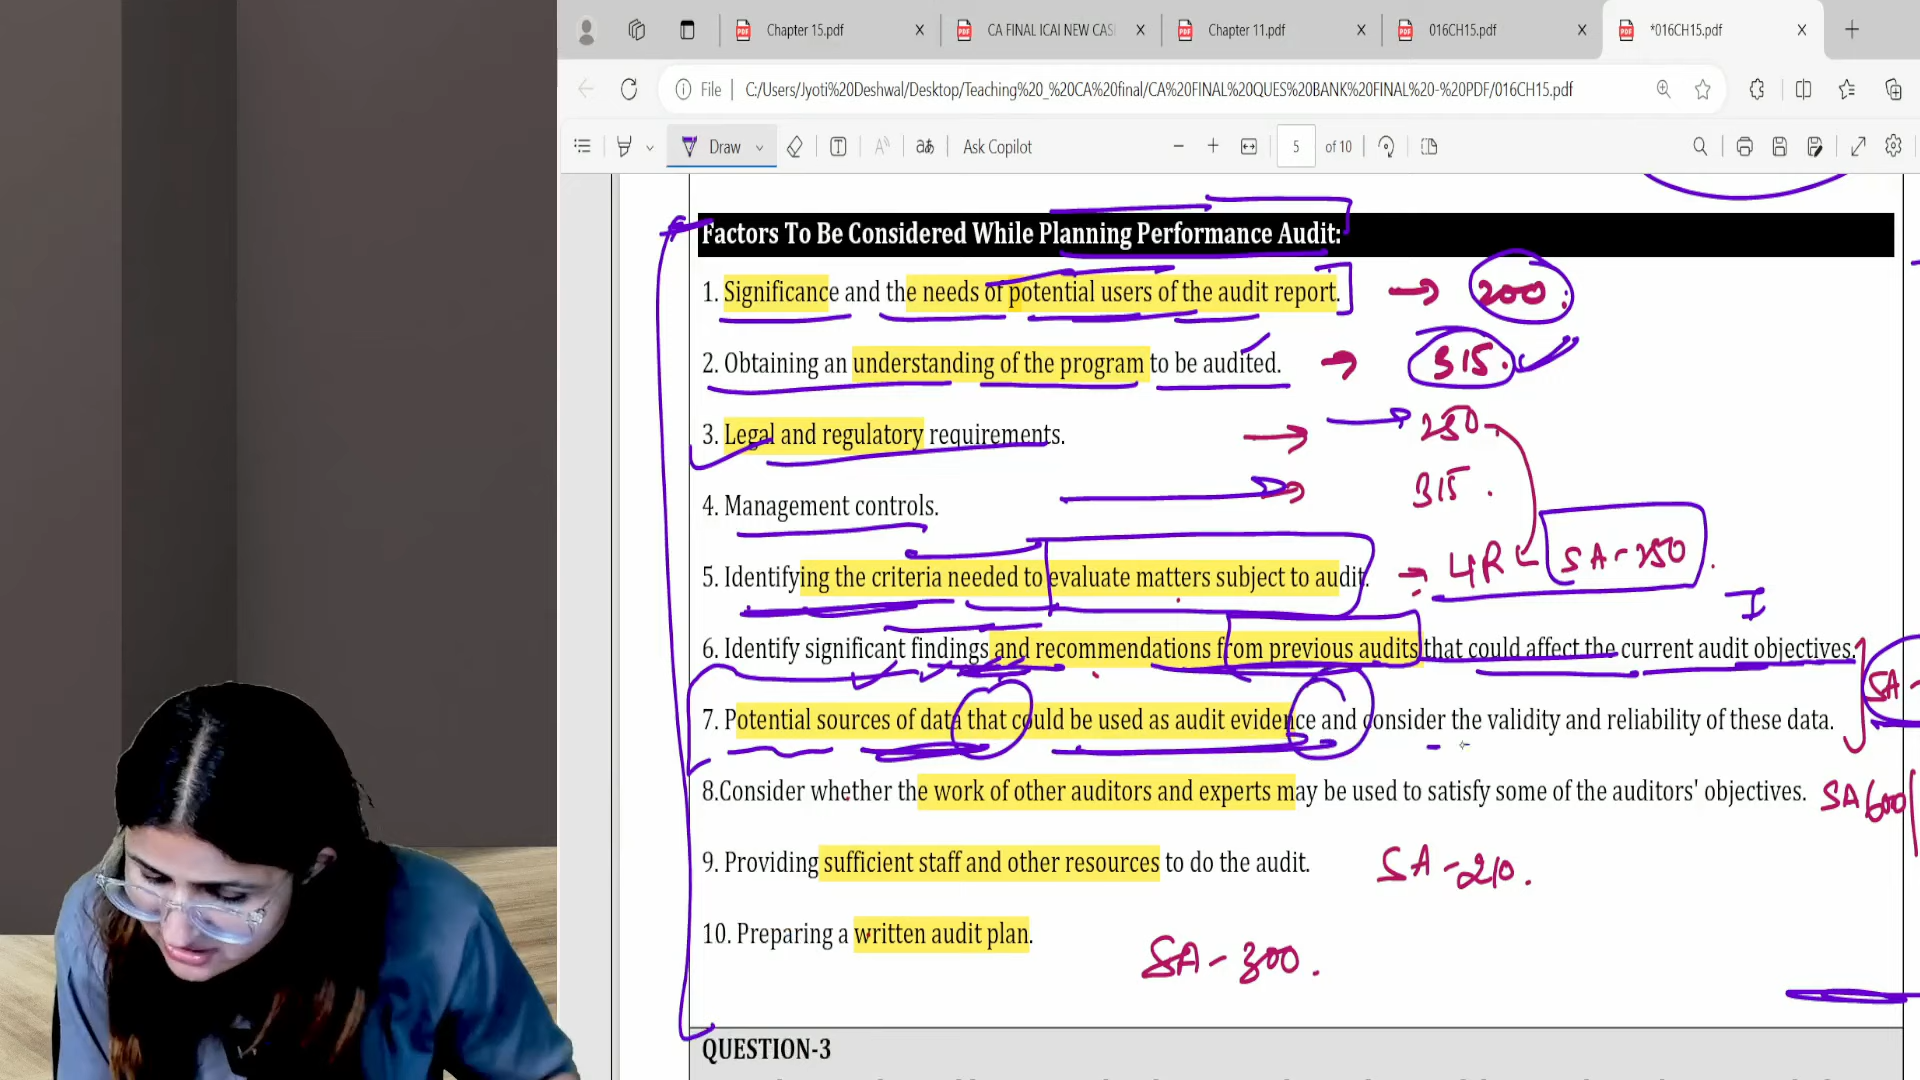 Chapter 15.pdf
CA FINAL ICAI NEW CAS
Chapter 11.pdf
016CH15.pdf
*016CH15.pdf
File
C:/Users/Jyoti%20Deshwal/Desktop/Teaching%20_%20CA%20final/CA%20FINAL%20QUES%20BANK%20FINAL%20-%20PDF/016CH15.pdf
Draw
aあ
Ask Copilot
5 of 10
Factors To Be Considered While Planning Performance Audit:
1. Significance and the needs of potential users of the audit report. → 200.
2. Obtaining an understanding of the program to be audited. → 315.
3. Legal and regulatory requirements. → 250
4. Management controls. → 315.
5. Identifying the criteria needed to evaluate matters subject to audit. → 4R SA-250.
6. Identify significant findings and recommendations from previous audits that could affect the current audit objectives.
SA-
7. Potential sources of data that could be used as audit evidence and consider the validity and reliability of these data.
8.Consider whether the work of other auditors and experts may be used to satisfy some of the auditors' objectives. SA 600
9. Providing sufficient staff and other resources to do the audit. SA-210.
10. Preparing a written audit plan. SA-300.
QUESTION-3